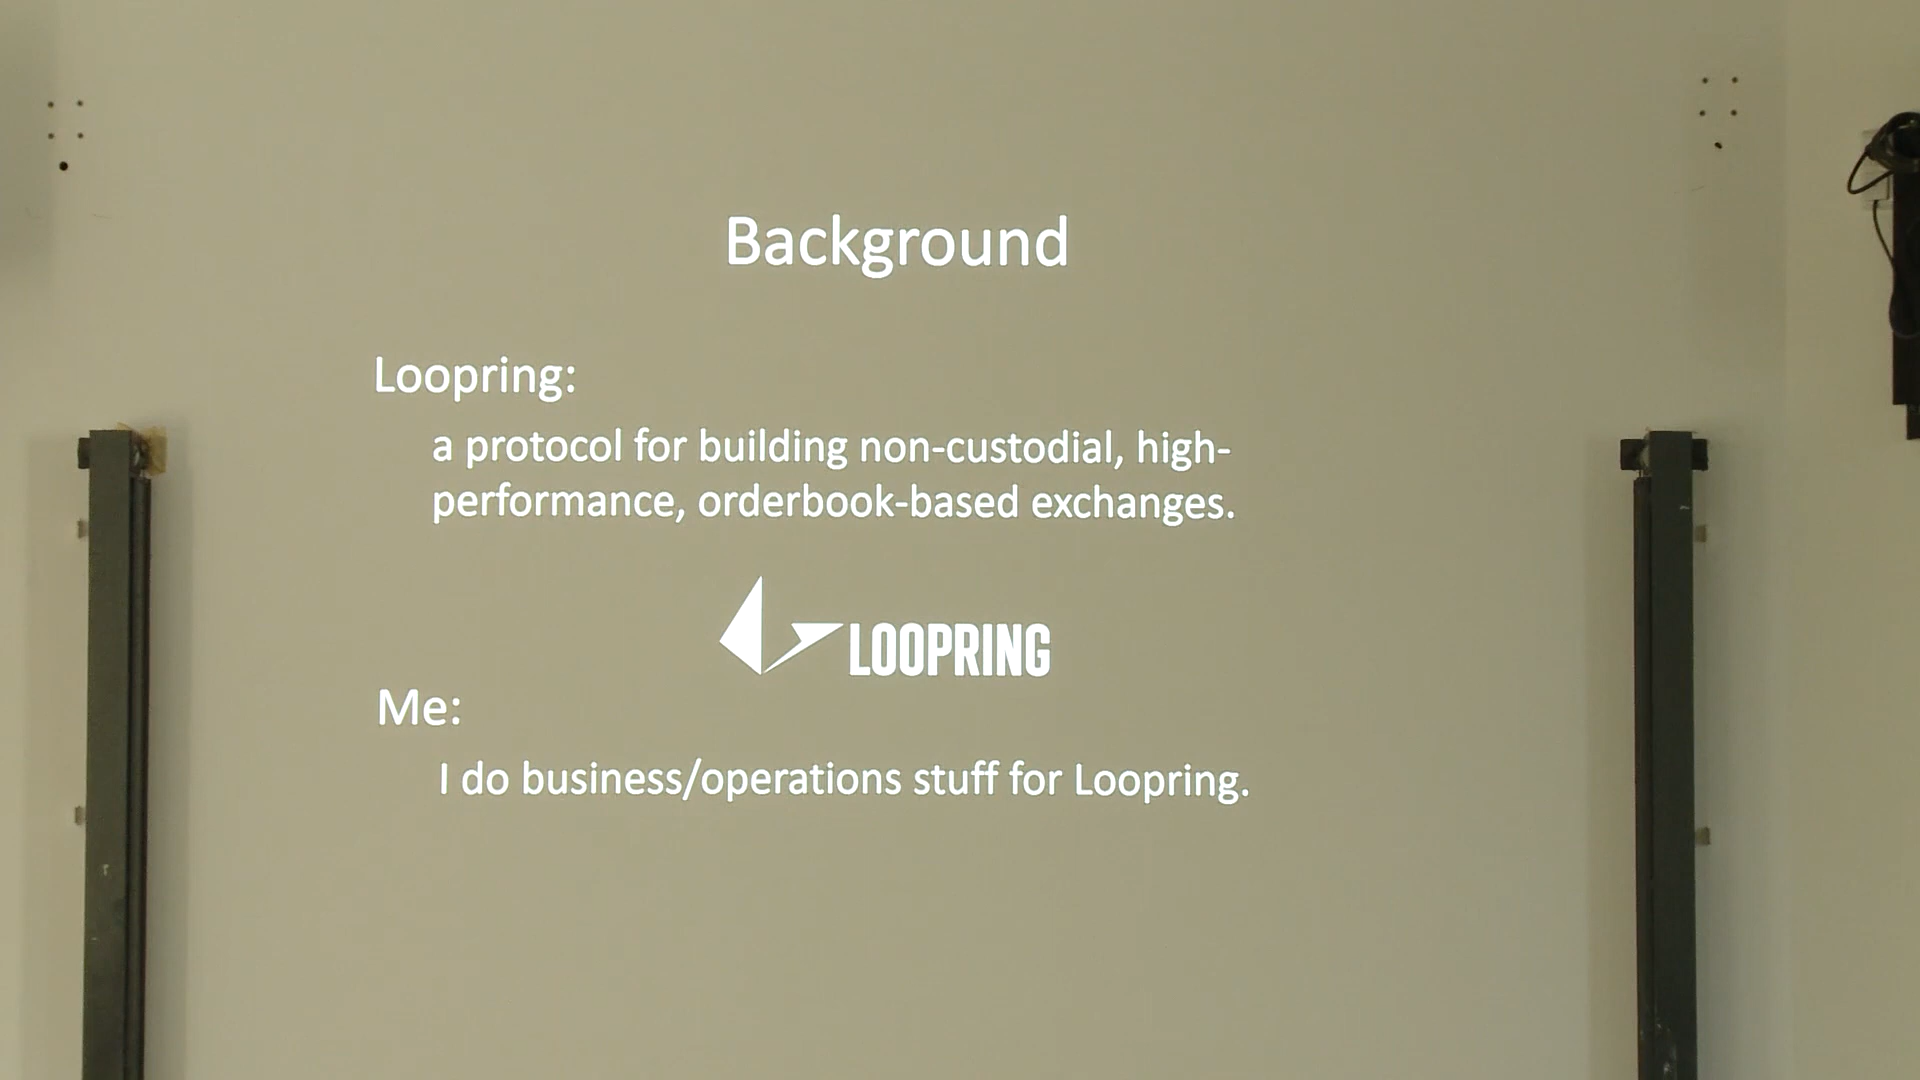 Background
Loopring:
a protocol for building non-custodial, high-
performance, orderbook-based exchanges.
LOOPRING
Me:
I do business/operations stuff for Loopring.